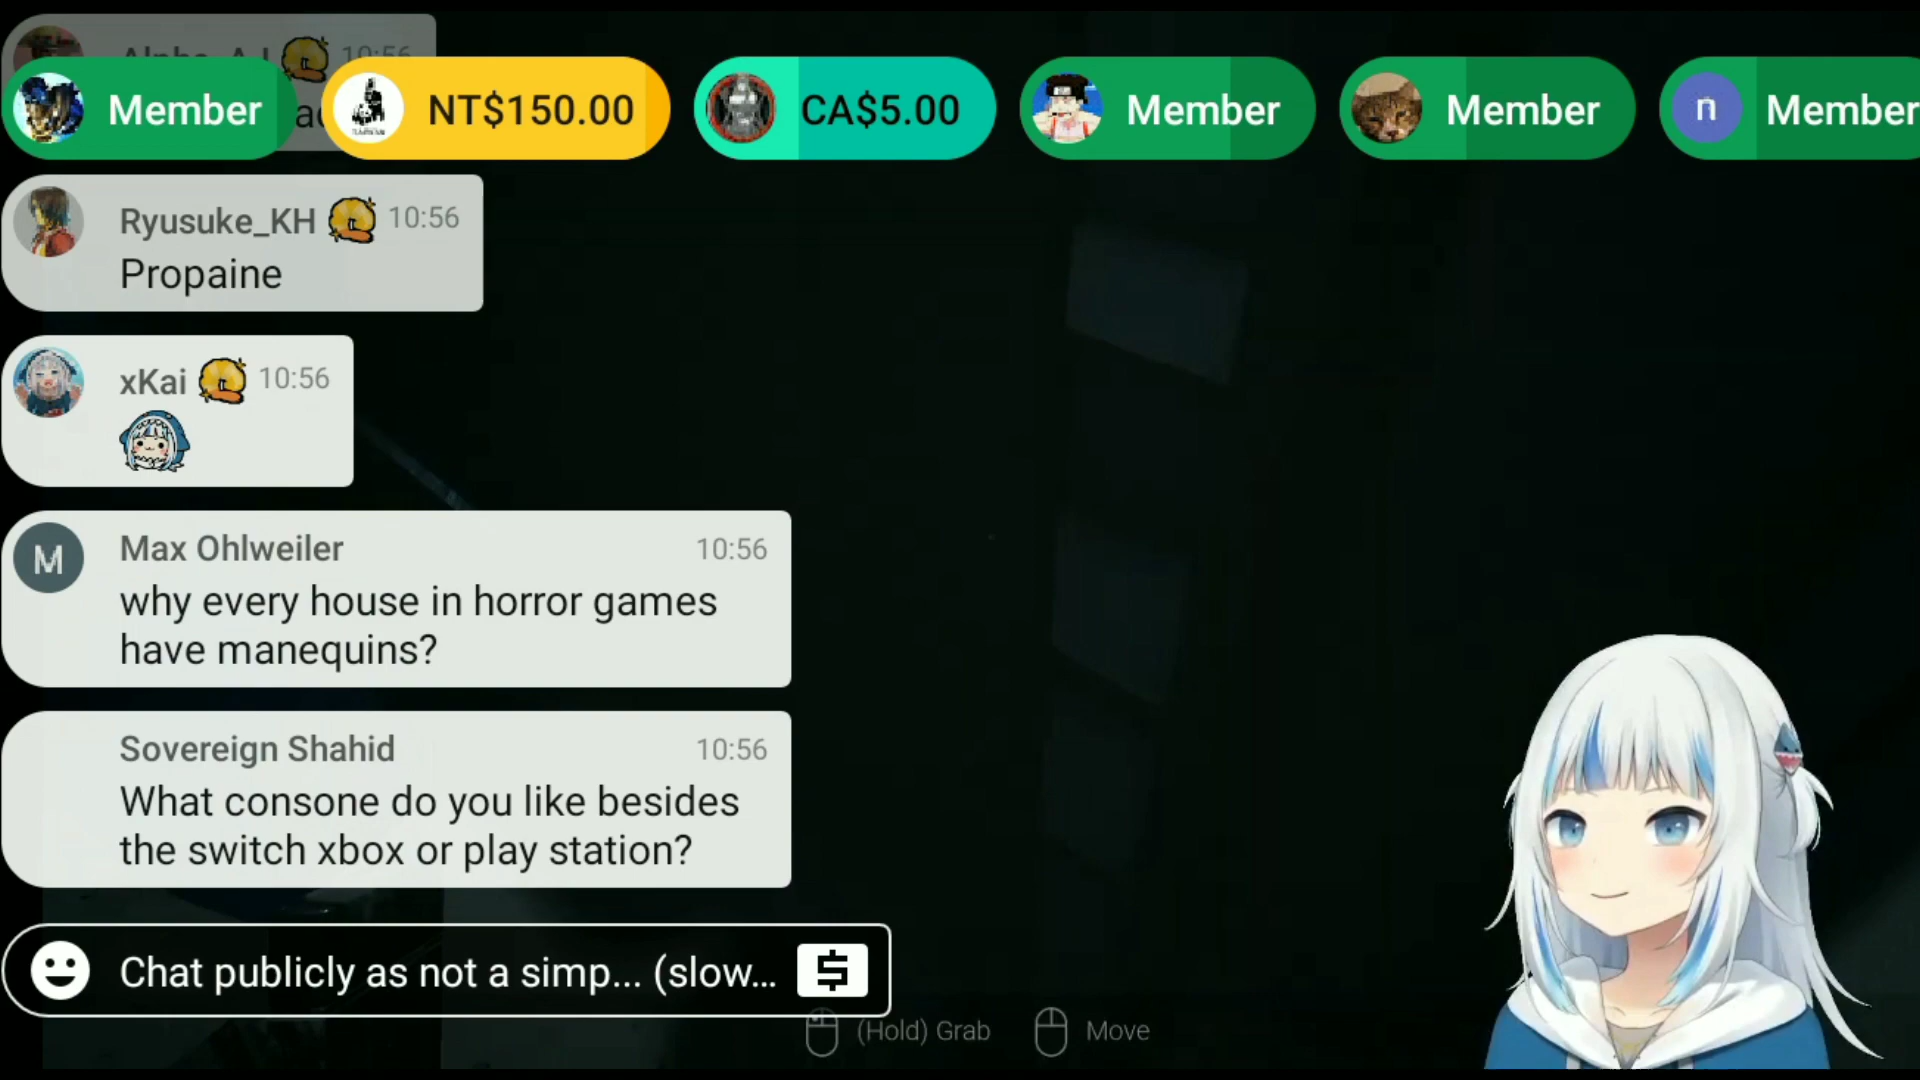 10:56
Member
NT$150.00
CA$5.00
Member
Member
n
Member
Ryusuke_KH 10:56
Propaine
xKai 10:56
M
Max Ohlweiler 10:56
why every house in horror games
have manequins?
Sovereign Shahid 10:56
What consone do you like besides
the switch xbox or play station?
Chat publicly as not a simp... (slow... $
(Hold) Grab
Move